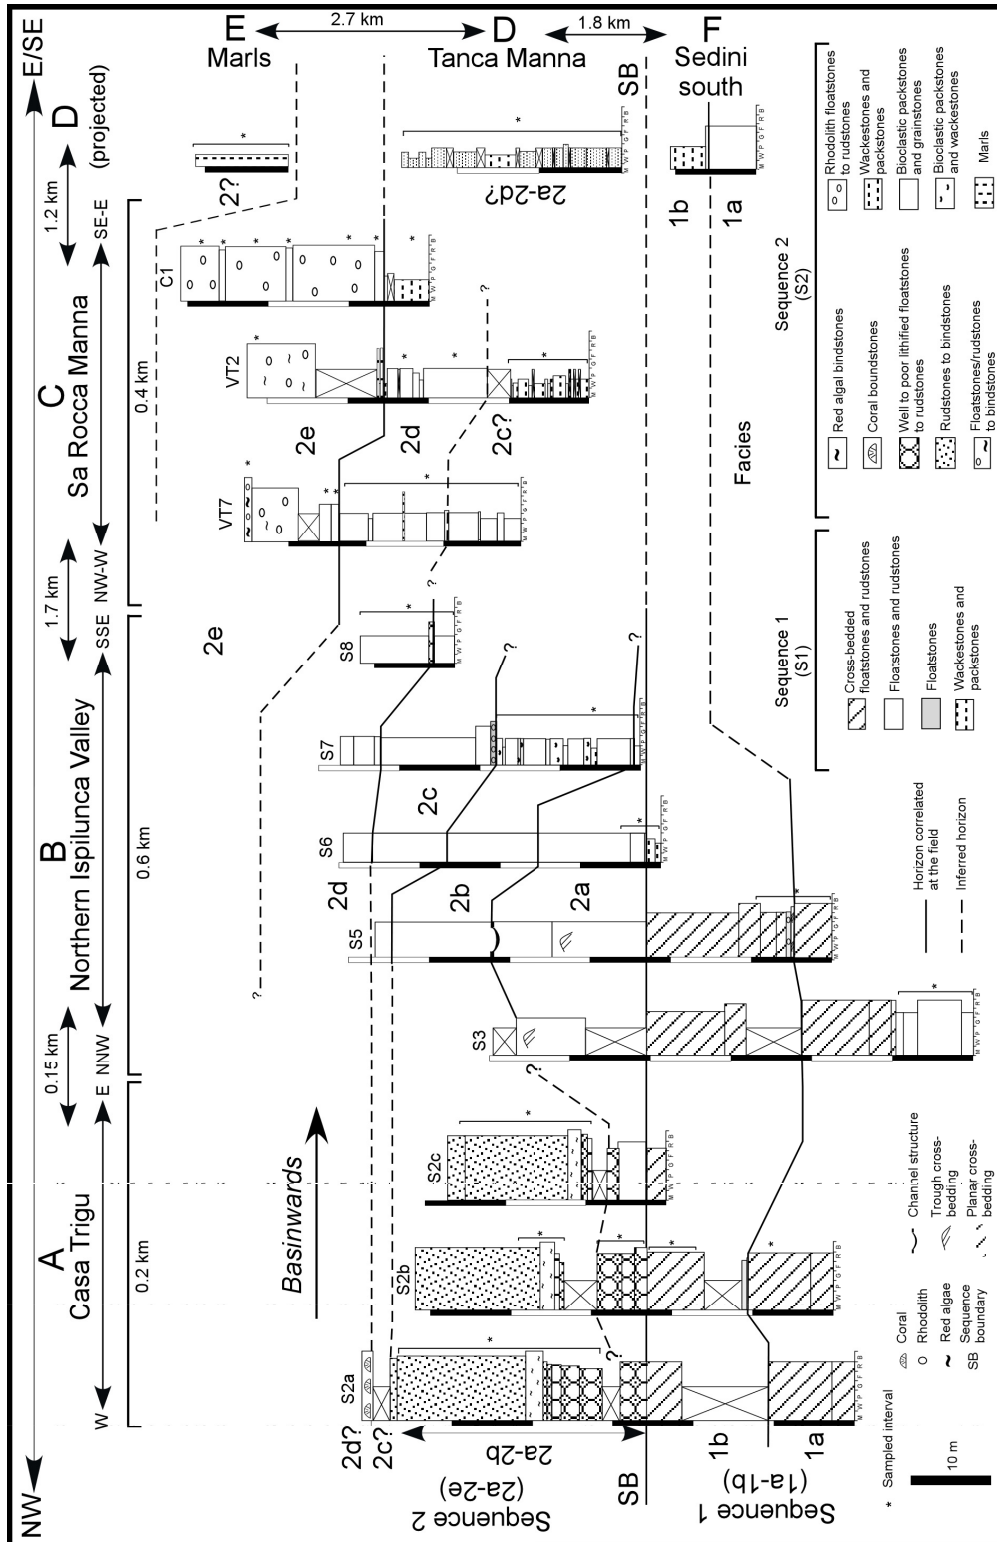 NW
E/SE
A
Casa Trigu
B
Northern Ispilunca Valley
C
Sa Rocca Manna
D
(projected)
W
E
NNW
SSE
NW-W
SE-E
0.15 km
1.7 km
1.2 km
0.2 km
0.6 km
0.4 km
Basinwards
E
Marls
2.7 km
D
Tanca Manna
1.8 km
F
Sedini
south
SB
S2a
S2b
S2c
S3
S5
S6
S7
S8
VT7
VT2
C1
2d?
2c?
2a-2b
Sequence 2
(2a-2e)
SB
1b
1a
Sequence 1
(1a-1b)
2d
2b
2a
2c
2e
2e
2d
2c?
2?
2a-2d?
1b
1a
M W P G F R B
Facies
Sequence 1
(S1)
Cross-bedded
floatstones and rudstones
Floatstones and rudstones
Floatstones
Wackestones and
packstones
Sequence 2
(S2)
Red algal bindstones
Coral boundstones
Well to poor lithified floatstones
to rudstones
Rudstones to bindstones
Floatstones/rudstones
to bindstones
Rhodolith floatstones
to rudstones
Wackestones and
packstones
Bioclastic packstones
and grainstones
Bioclastic packstones
and wackestones
Marls
Horizon correlated
at the field
Inferred horizon
* Sampled interval
10 m
Coral
Rhodolith
Red algae
SB Sequence
boundary
Channel structure
Trough cross-
bedding
Planar cross-
bedding